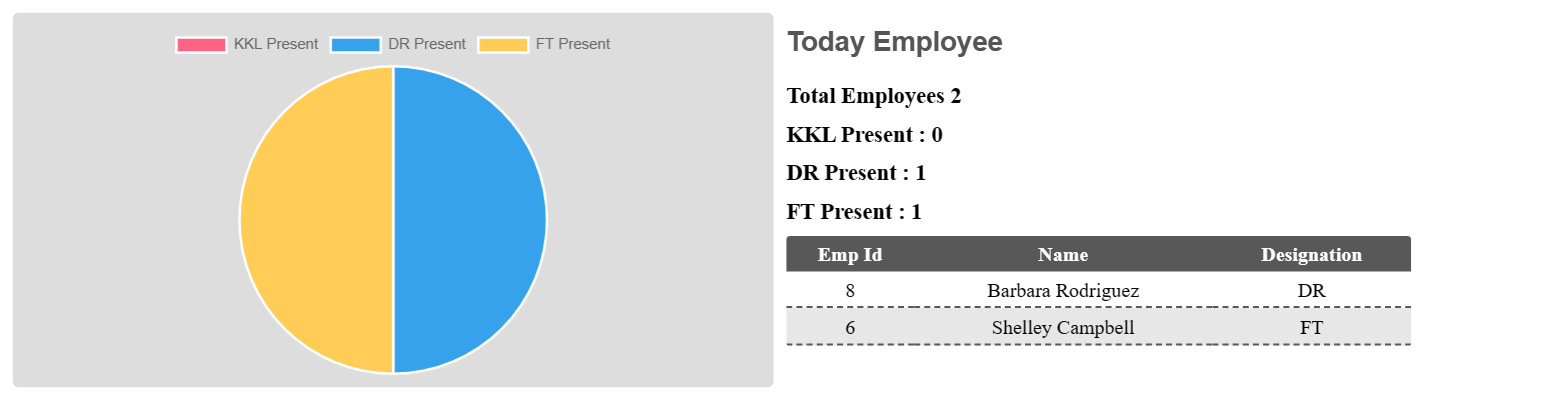 KKL Present DR Present FT Present
Today Employee
Total Employees 2
KKL Present : 0
DR Present : 1
FT Present : 1
Emp Id Name Designation
8 Barbara Rodriguez DR
6 Shelley Campbell FT